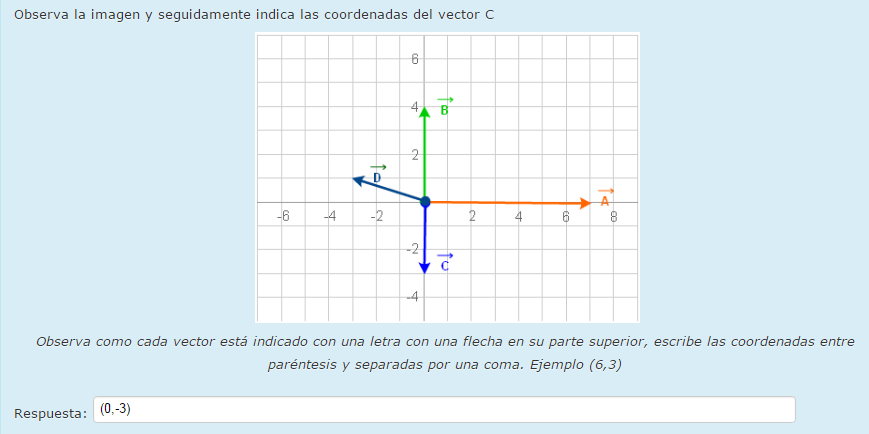 Observa la imagen y seguidamente indica las coordenadas del vector C
6
4
B
2
D
A
-6 -4 -2 2 4 6 8
-2
C
-4
Observa como cada vector está indicado con una letra con una flecha en su parte superior, escribe las coordenadas entre
paréntesis y separadas por una coma. Ejemplo (6,3)
Respuesta: (0,-3)